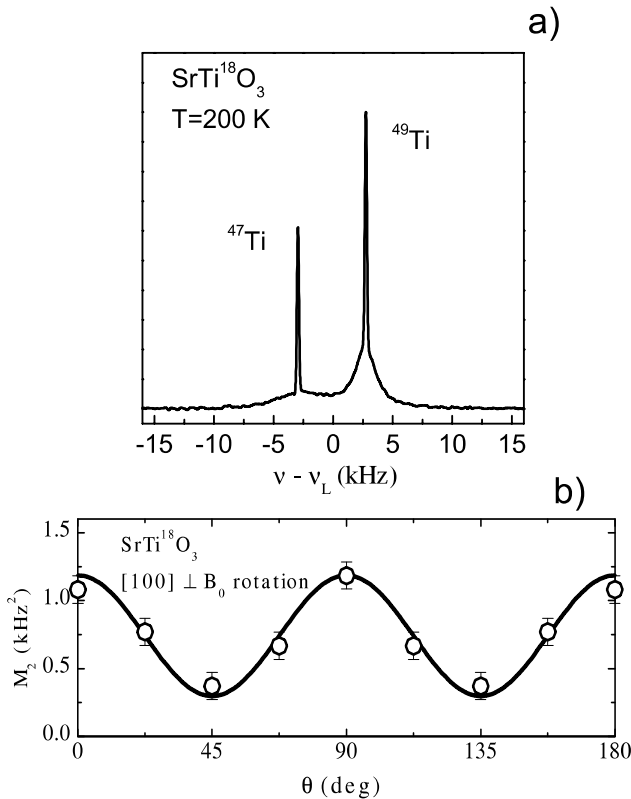 a)
SrTi¹⁸O₃
T=200 K
⁴⁹Ti
⁴⁷Ti
-15 -10 -5 0 5 10 15
ν - ν_L (kHz)
b)
1.5
SrTi¹⁸O₃
[100] ⊥ B₀ rotation
1.0
M₂ (kHz²)
0.5
0.0
0 45 90 135 180
θ (deg)